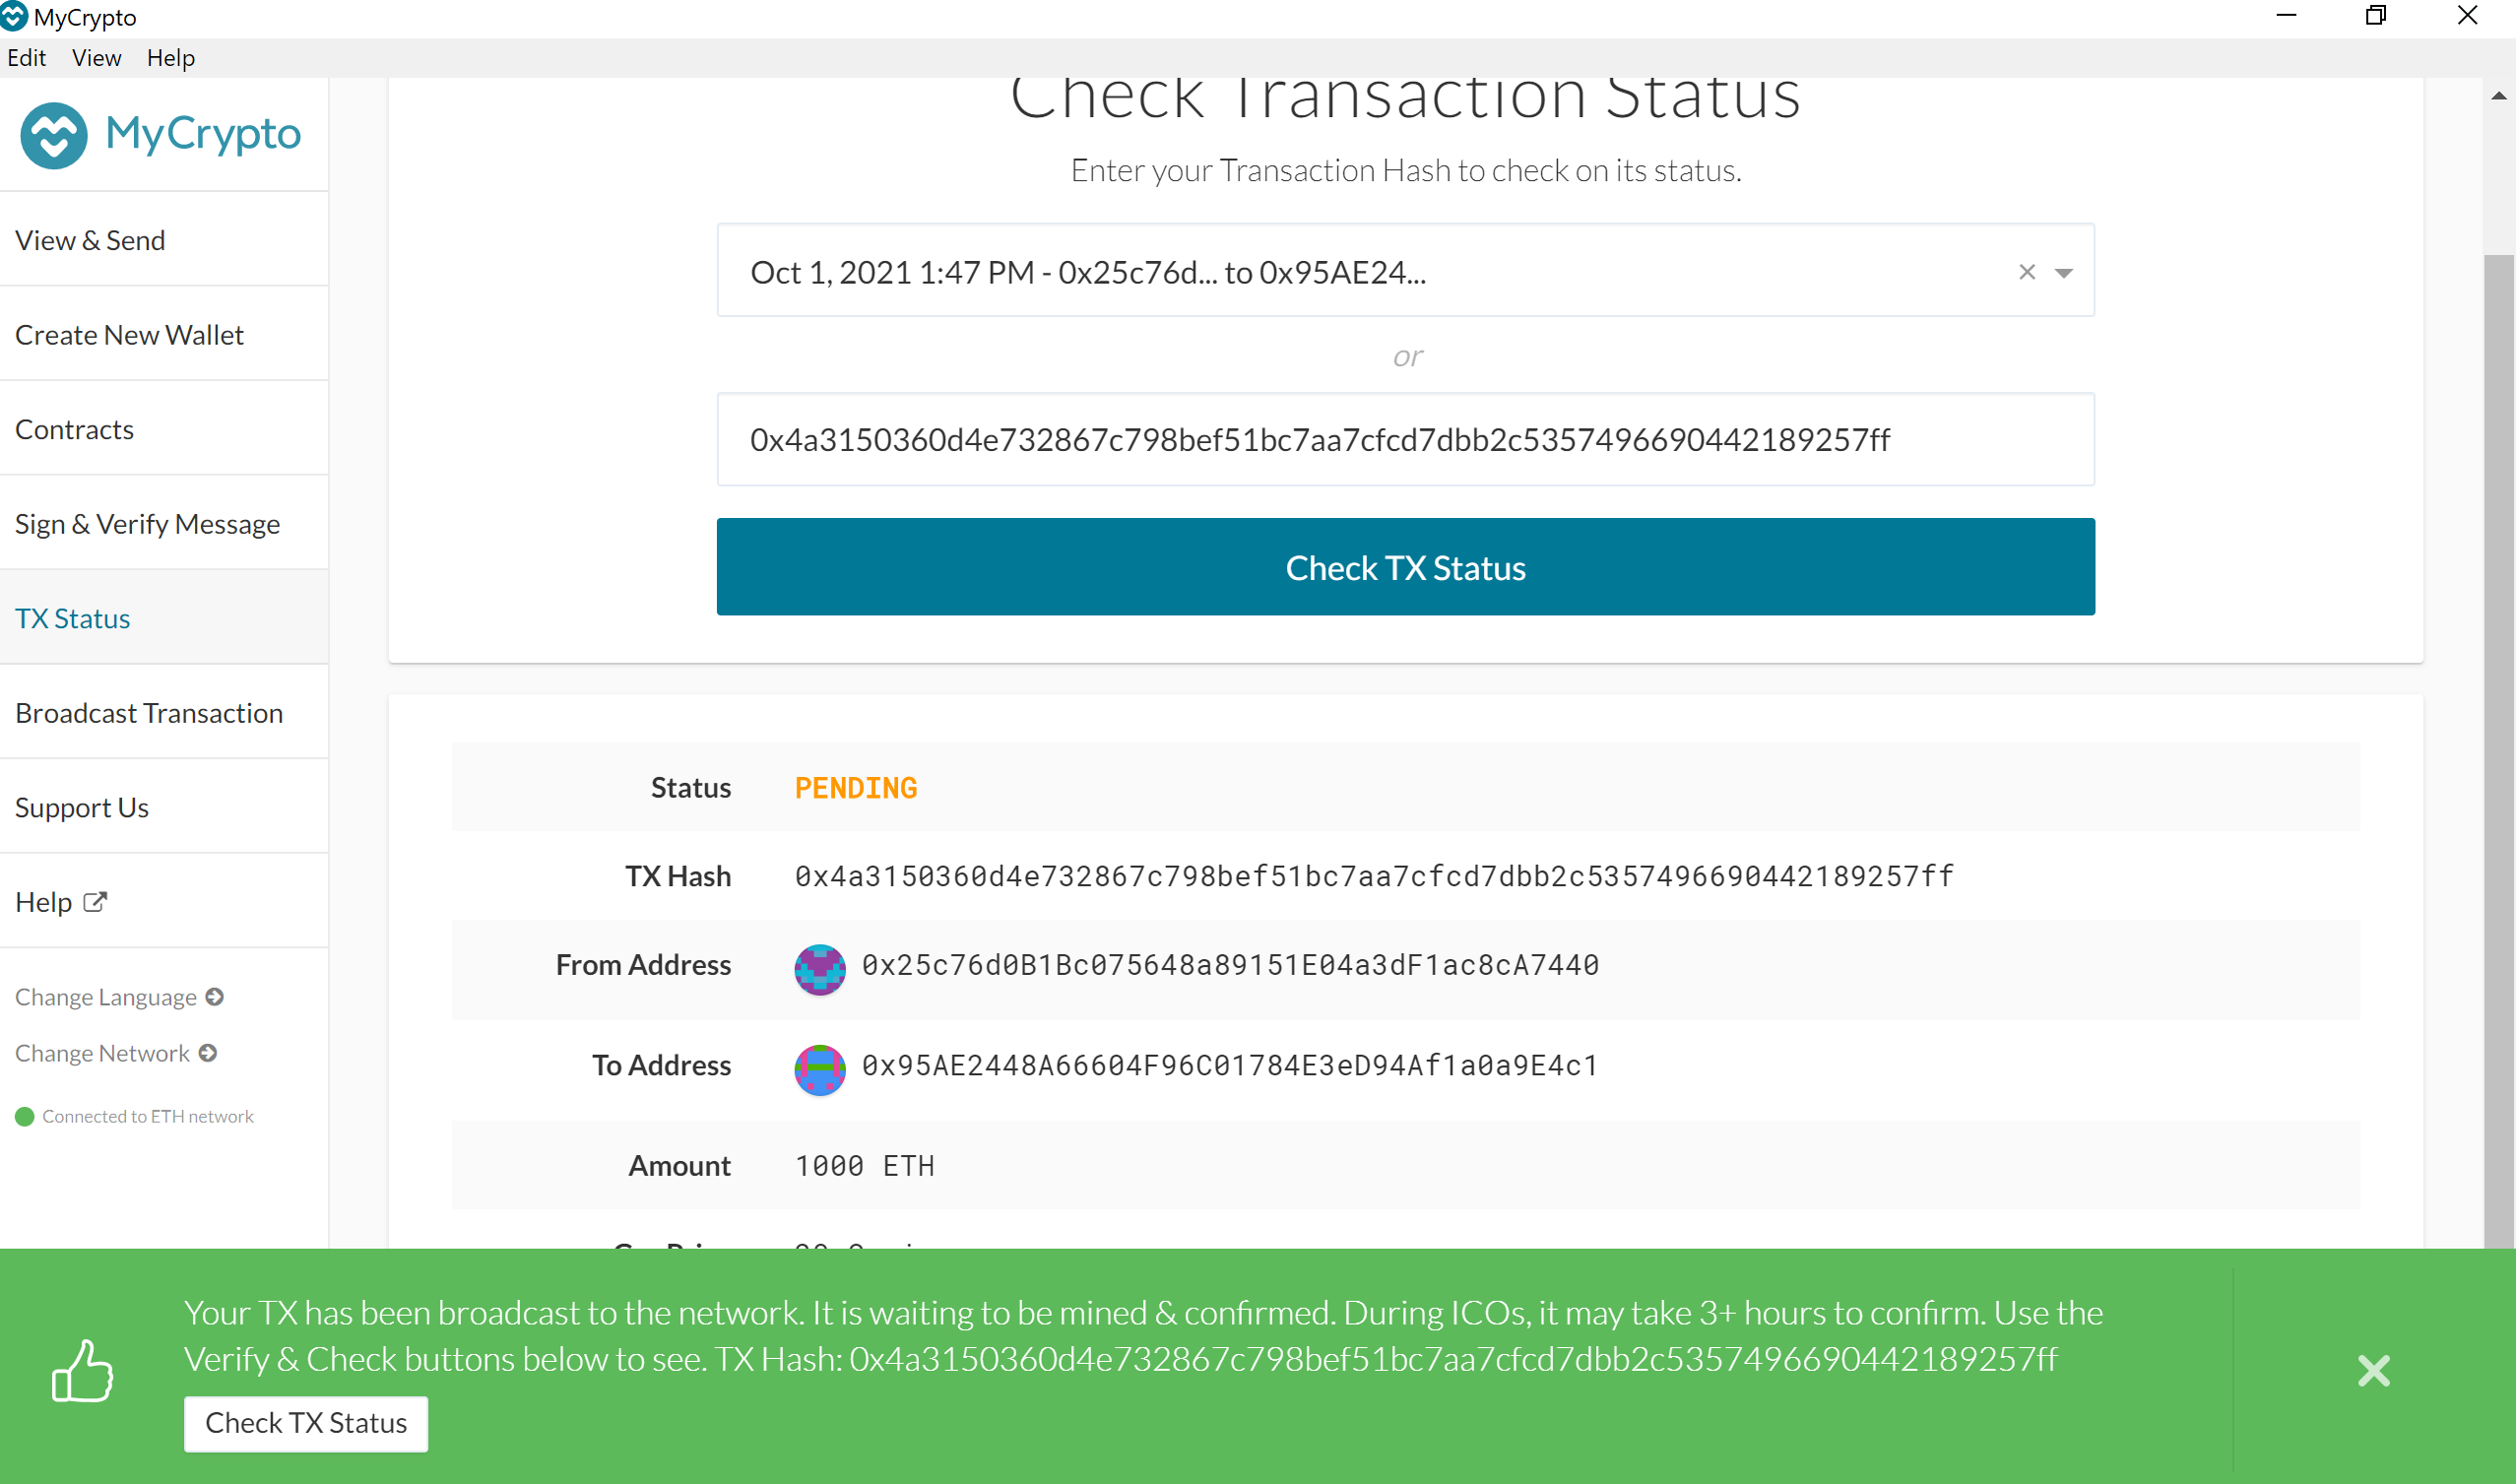 MyCrypto
Edit View Help
MyCrypto
View & Send
Create New Wallet
Contracts
Sign & Verify Message
TX Status
Broadcast Transaction
Support Us
Help
Change Language
Change Network
Connected to ETH network
Check Transaction Status
Enter your Transaction Hash to check on its status.
Oct 1, 2021 1:47 PM - 0x25c76d... to 0x95AE24...
or
0x4a3150360d4e732867c798bef51bc7aa7cfcd7dbb2c5357496690442189257ff
Check TX Status
Status PENDING
TX Hash 0x4a3150360d4e732867c798bef51bc7aa7cfcd7dbb2c5357496690442189257ff
From Address 0x25c76d0B1Bc075648a89151E04a3dF1ac8cA7440
To Address 0x95AE2448A66604F96C01784E3eD94Af1a0a9E4c1
Amount 1000 ETH
Your TX has been broadcast to the network. It is waiting to be mined & confirmed. During ICOs, it may take 3+ hours to confirm. Use the
Verify & Check buttons below to see. TX Hash: 0x4a3150360d4e732867c798bef51bc7aa7cfcd7dbb2c5357496690442189257ff
Check TX Status